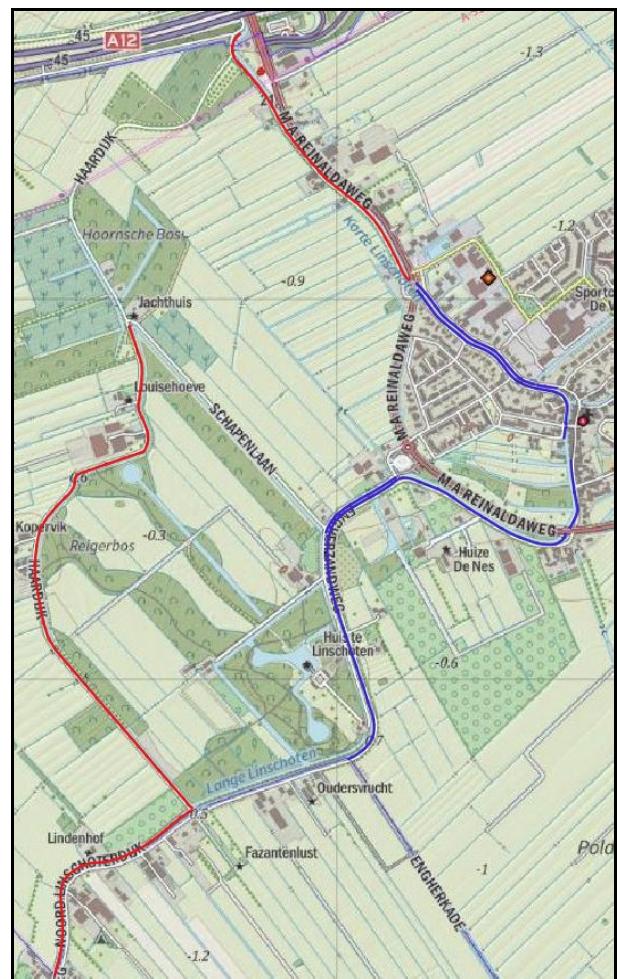 45
A12
45
-1.3
M-A-REINALDAWEG
HAARDIJK
Hoornsche Bos
Korte Linschoten
-1.2
-0.9
Jachthuis
Sportc
De V
M-A-REINALDAWEG
Louisehoeve
SCHAPENLAAN
M-A-REINALDAWEG
Kopervik
-0.3
Reigerbos
HAARDIJK
Huize
De Nes
Huis te
Linschoten
-0.6
Lange Linschoten
Oudersvrucht
Lindenhof
Polo
NOORD LINSCHOTERDIJK
Fazantenlust
-1
ENGHERKADE
-1.2